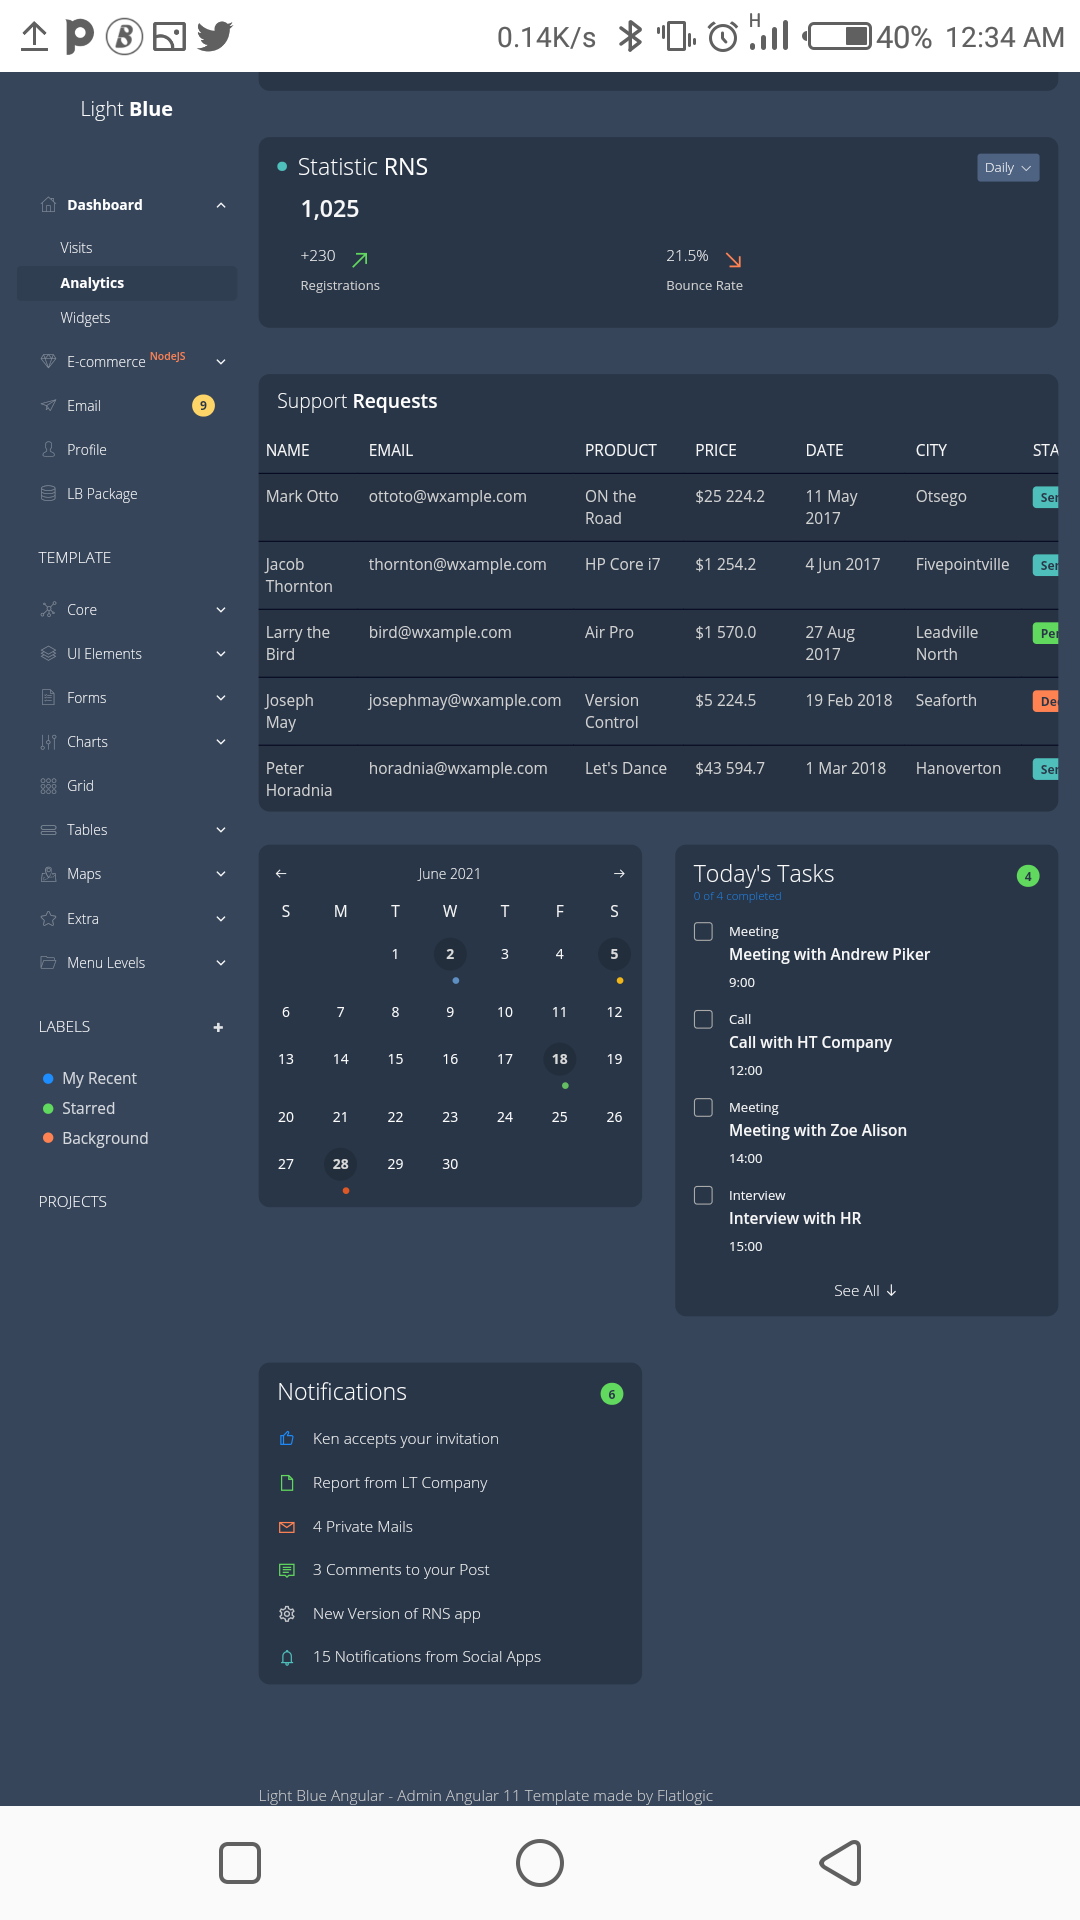 0.14K/s H 40% 12:34 AM
Light Blue
Dashboard
Visits
Analytics
Widgets
E-commerce NodeJS
Email 9
Profile
LB Package
TEMPLATE
Core
UI Elements
Forms
Charts
Grid
Tables
Maps
Extra
Menu Levels
LABELS +
My Recent
Starred
Background
PROJECTS
Statistic RNS Daily
1,025
+230 21.5%
Registrations Bounce Rate
Support Requests
NAME EMAIL PRODUCT PRICE DATE CITY STA
Mark Otto ottoto@wxample.com ON the $25 224.2 11 May Otsego Sen
Road 2017
Jacob thornton@wxample.com HP Core i7 $1 254.2 4 Jun 2017 Fivepointville Sen
Thornton
Larry the bird@wxample.com Air Pro $1 570.0 27 Aug Leadville Pen
Bird 2017 North
Joseph josephmay@wxample.com Version $5 224.5 19 Feb 2018 Seaforth De
May Control
Peter horadnia@wxample.com Let's Dance $43 594.7 1 Mar 2018 Hanoverton Sen
Horadnia
← June 2021 →
S M T W T F S
1 2 3 4 5
6 7 8 9 10 11 12
13 14 15 16 17 18 19
20 21 22 23 24 25 26
27 28 29 30
Today's Tasks 4
0 of 4 completed
Meeting
Meeting with Andrew Piker
9:00
Call
Call with HT Company
12:00
Meeting
Meeting with Zoe Alison
14:00
Interview
Interview with HR
15:00
See All ↓
Notifications 6
Ken accepts your invitation
Report from LT Company
4 Private Mails
3 Comments to your Post
New Version of RNS app
15 Notifications from Social Apps
Light Blue Angular - Admin Angular 11 Template made by Flatlogic